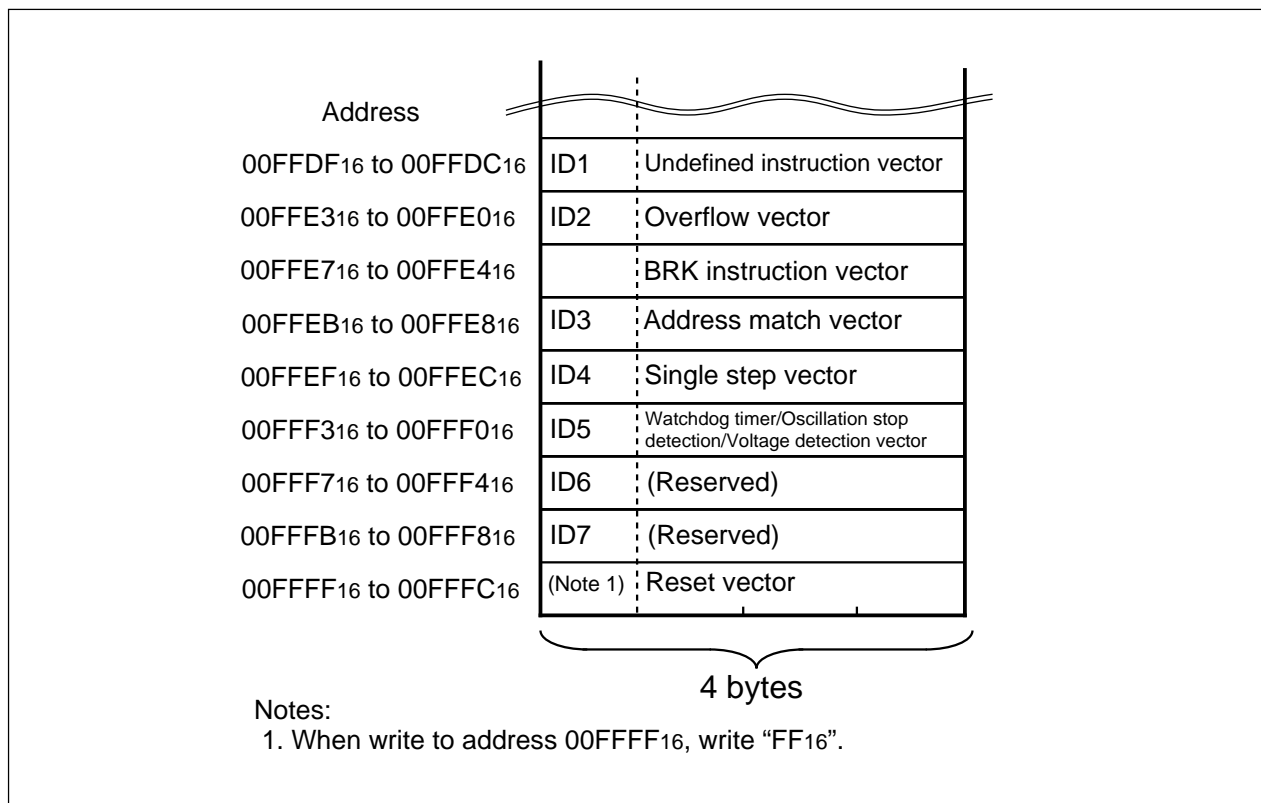 Address
00FFDF16 to 00FFDC16 ID1 Undefined instruction vector
00FFE316 to 00FFE016 ID2 Overflow vector
00FFE716 to 00FFE416 BRK instruction vector
00FFEB16 to 00FFE816 ID3 Address match vector
00FFEF16 to 00FFEC16 ID4 Single step vector
00FFF316 to 00FFF016 ID5 Watchdog timer/Oscillation stop
detection/Voltage detection vector
00FFF716 to 00FFF416 ID6 (Reserved)
00FFFB16 to 00FFF816 ID7 (Reserved)
00FFFF16 to 00FFFC16 (Note 1) Reset vector
4 bytes
Notes:
1. When write to address 00FFFF16, write “FF16”.